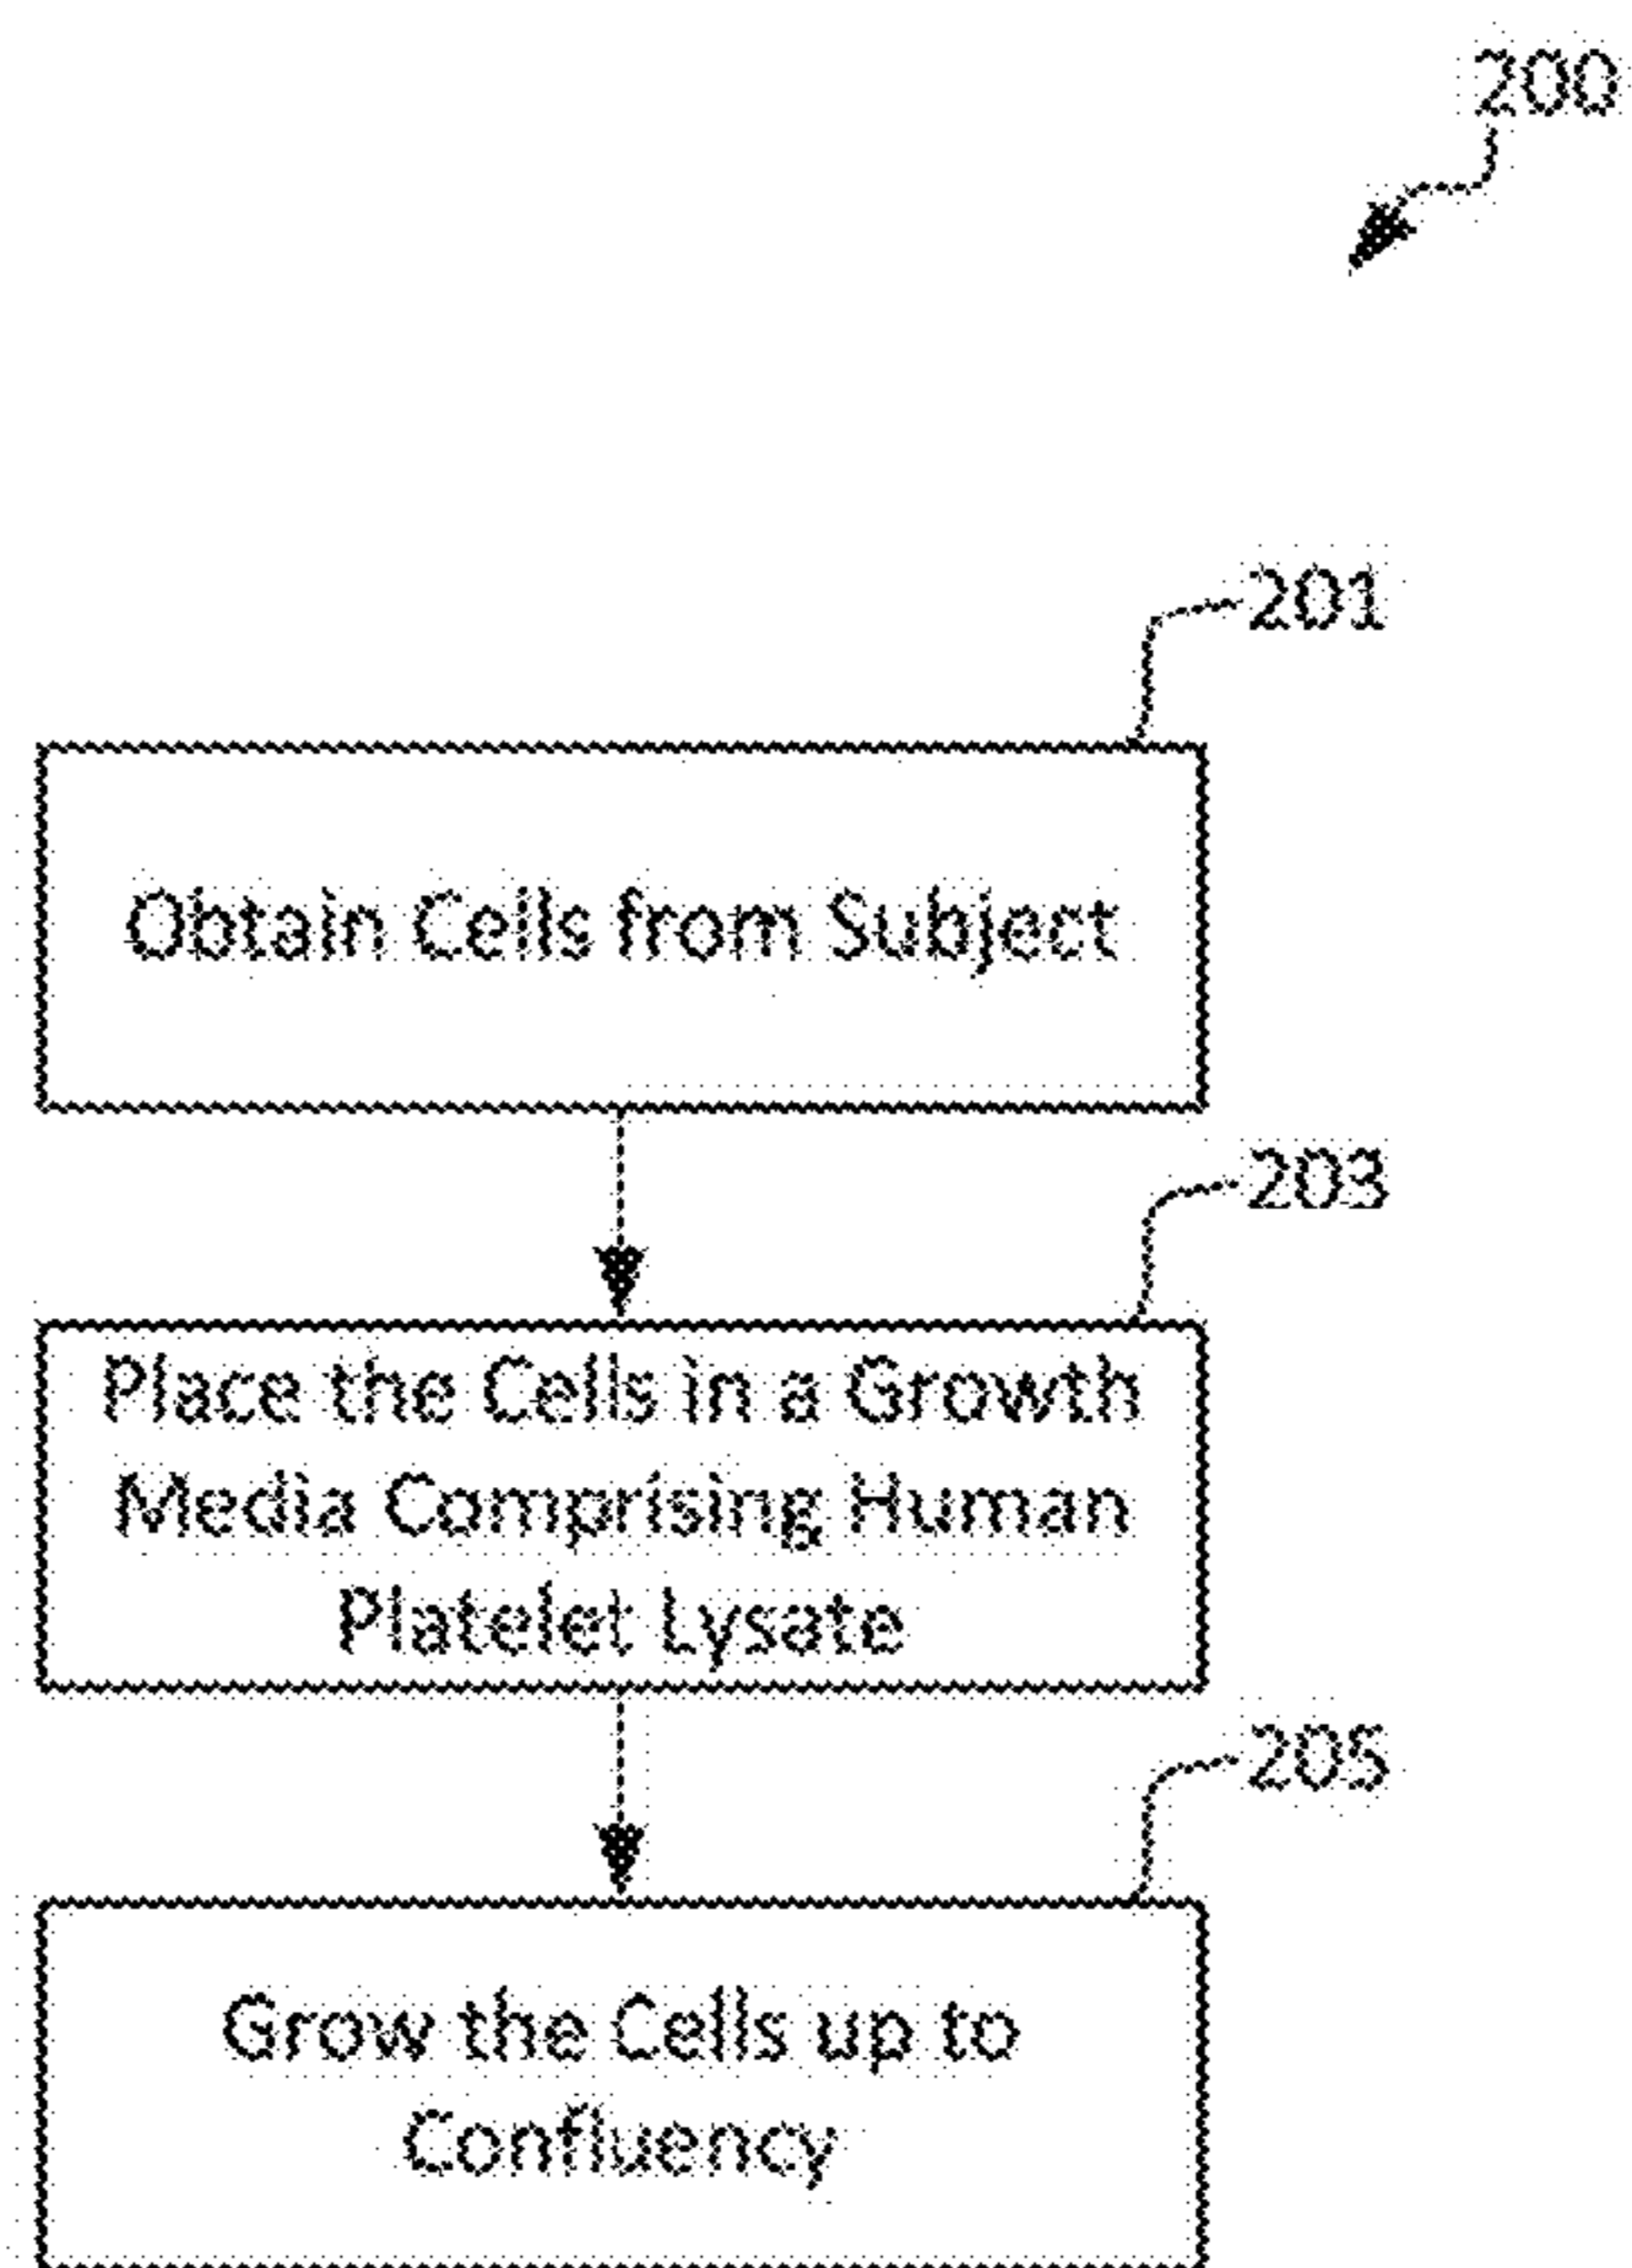 200
201
Obtain Cells from Subject
203
Place the Cells in a Growth
Media Comprising Human
Platelet Lysate
205
Grow the Cells up to
Confluency